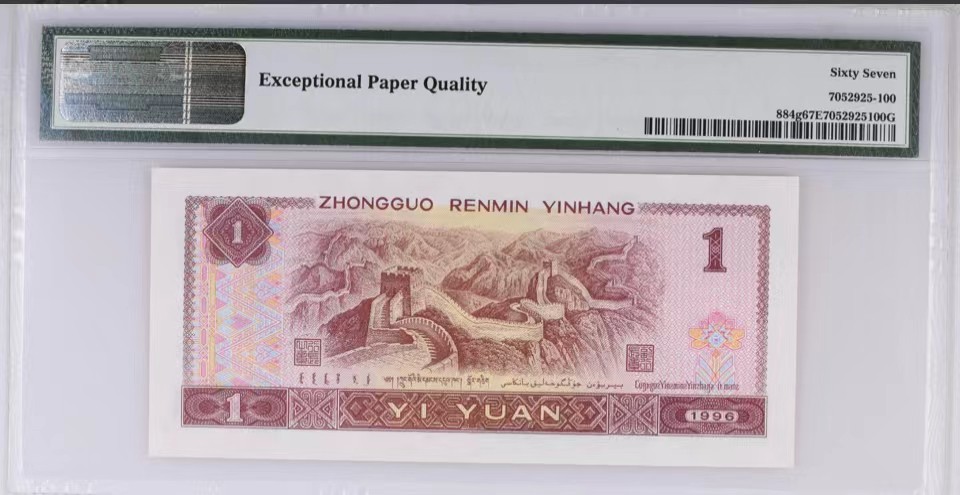 Exceptional Paper Quality
Sixty Seven
7052925-100
884g67E7052925100G
ZHONGGUO RENMIN YINHANG
1
1
1
YI YUAN
1996